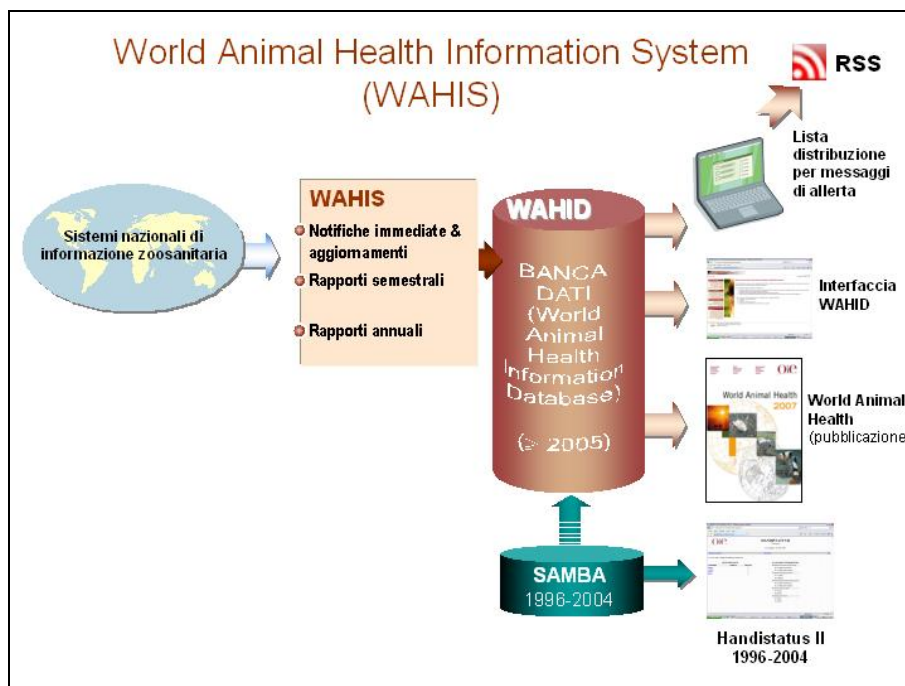 World Animal Health Information System
(WAHIS)
RSS
Lista
distribuzione
per messaggi
di allerta
Sistemi nazionali di
informazione zoosanitaria
WAHIS
Notifiche immediate &
aggiornamenti
Rapporti semestrali
Rapporti annuali
WAHID
BANCA
DATI
(World
Animal
Health
Information
Database)
(> 2005)
Interfaccia
WAHID
oie
World Animal Health
2007
World Animal
Health
(pubblicazione
SAMBA
1996-2004
oie
Handistatus II
1996-2004